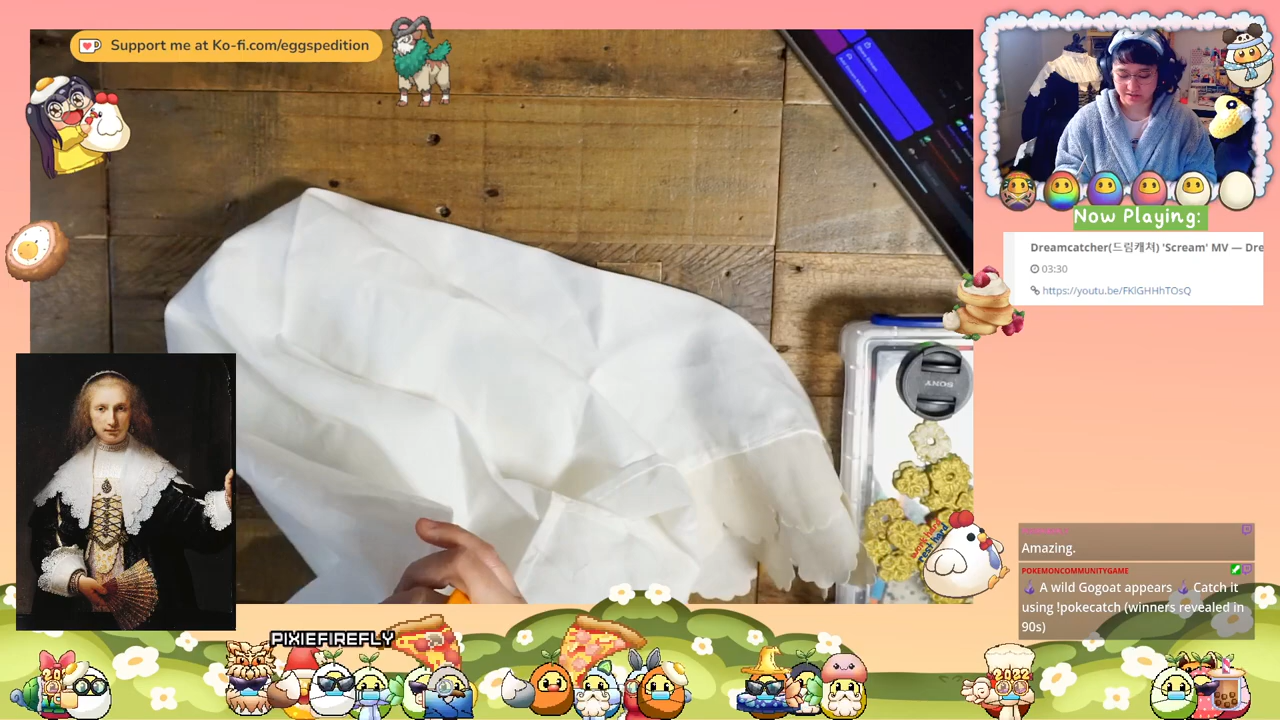 Support me at Ko-fi.com/eggspedition
Now Playing:
Dreamcatcher(드림캐쳐) 'Scream' MV — Dre
03:30
https://youtu.be/FKlGHHhTOsQ
SONY
Amazing.
POKEMONCOMMUNITYGAME
A wild Gogoat appears Catch it
using !pokecatch (winners revealed in
90s)
PIXIEFIREFLY
2022